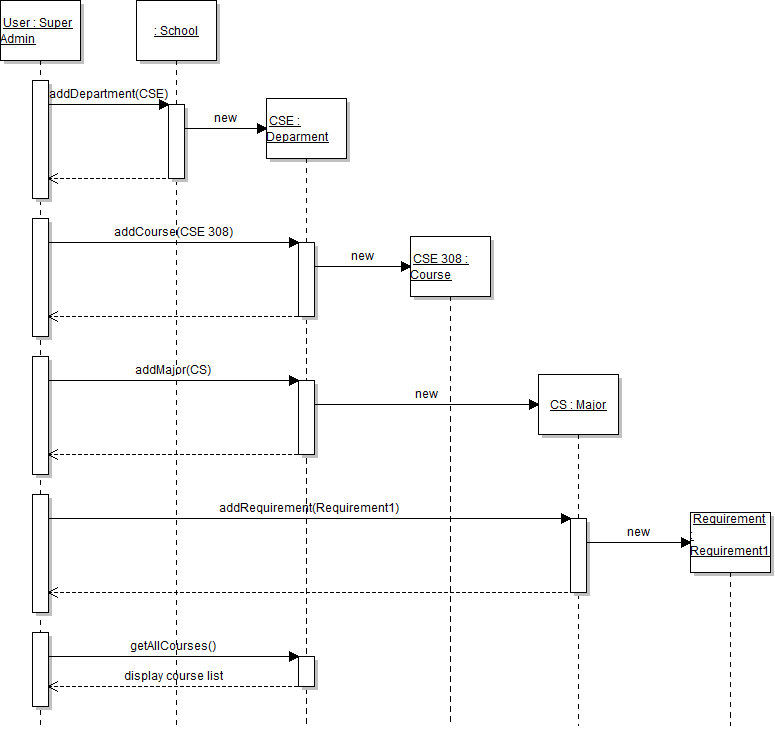 User : Super
Admin
: School
addDepartment(CSE)
new
CSE :
Deparment
addCourse(CSE 308)
new
CSE 308 :
Course
addMajor(CS)
new
CS : Major
addRequirement(Requirement1)
new
Requirement
:
Requirement1
getAllCourses()
display course list